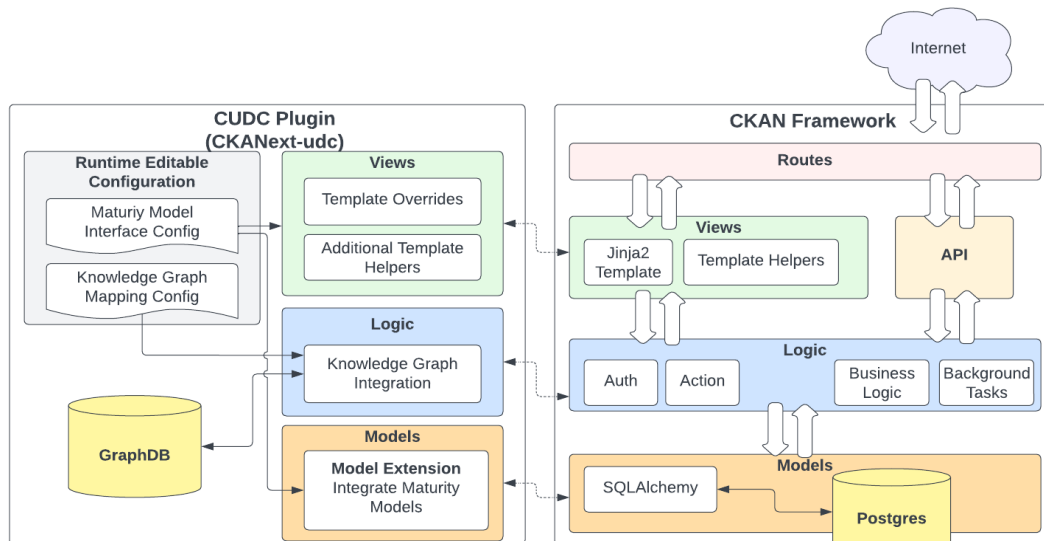 Internet
CUDC Plugin
(CKANext-udc)
Runtime Editable
Configuration
Maturiy Model
Interface Config
Knowledge Graph
Mapping Config
GraphDB
Views
Template Overrides
Additional Template
Helpers
Logic
Knowledge Graph
Integration
Models
Model Extension
Integrate Maturity
Models
CKAN Framework
Routes
Views
Jinja2
Template
Template Helpers
API
Logic
Auth
Action
Business
Logic
Background
Tasks
Models
SQLAlchemy
Postgres